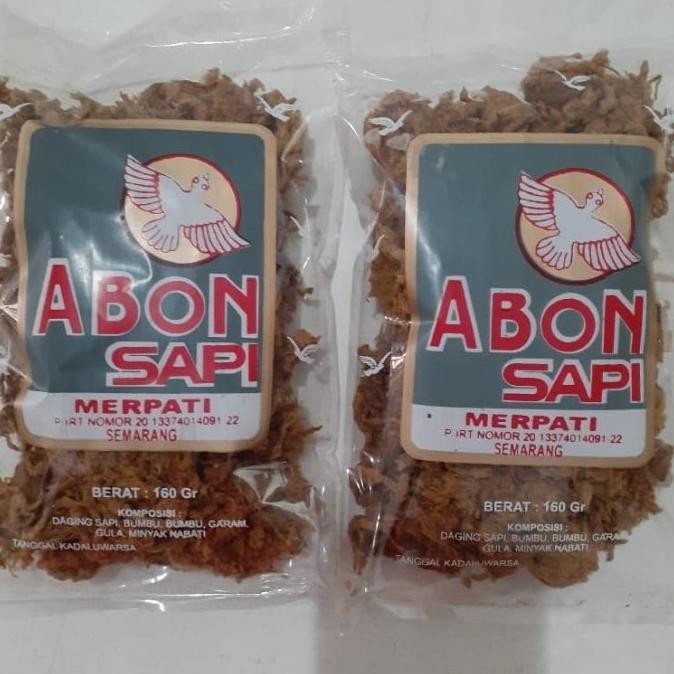 ABON
SAPI
MERPATI
P.IRT NOMOR 20 13374014091-22
SEMARANG
BERAT : 160 Gr
KOMPOSISI :
DAGING SAPI, BUMBU, BUMBU, GARAM,
GULA, MINYAK NABATI
TANGGAL KADALUWARSA
ABON
SAPI
MERPATI
P.IRT NOMOR 20 13374014091-22
SEMARANG
BERAT : 160 Gr
KOMPOSISI :
DAGING SAPI, BUMBU, BUMBU, GARAM,
GULA, MINYAK NABATI
TANGGAL KADALUWARSA